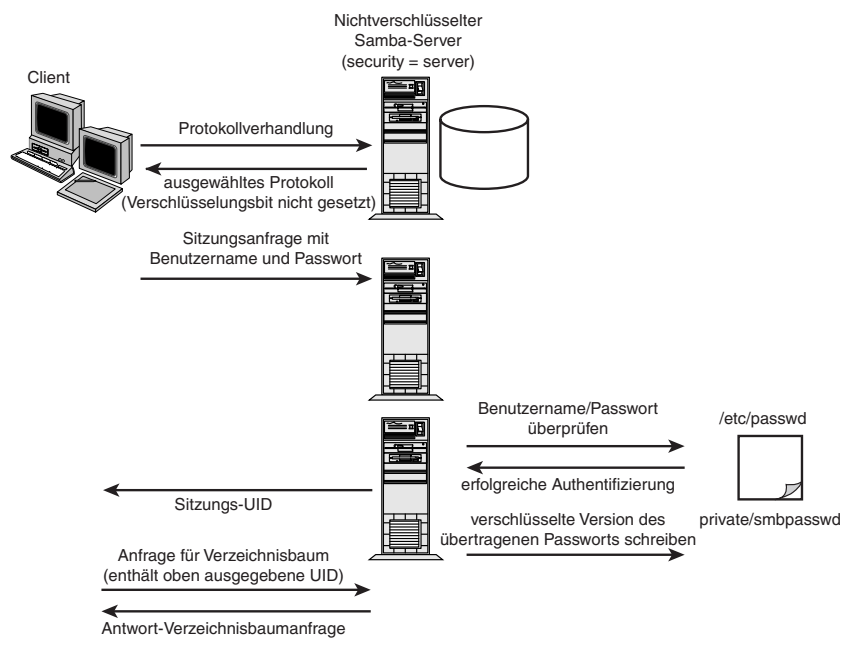 Nichtverschlüsselter
Samba-Server
(security = server)
Client
Protokollverhandlung
ausgewähltes Protokoll
(Verschlüsselungsbit nicht gesetzt)
Sitzungsanfrage mit
Benutzername und Passwort
Benutzername/Passwort
überprüfen
/etc/passwd
erfolgreiche Authentifizierung
Sitzungs-UID
verschlüsselte Version des
übertragenen Passworts schreiben
private/smbpasswd
Anfrage für Verzeichnisbaum
(enthält oben ausgegebene UID)
Antwort-Verzeichnisbaumanfrage